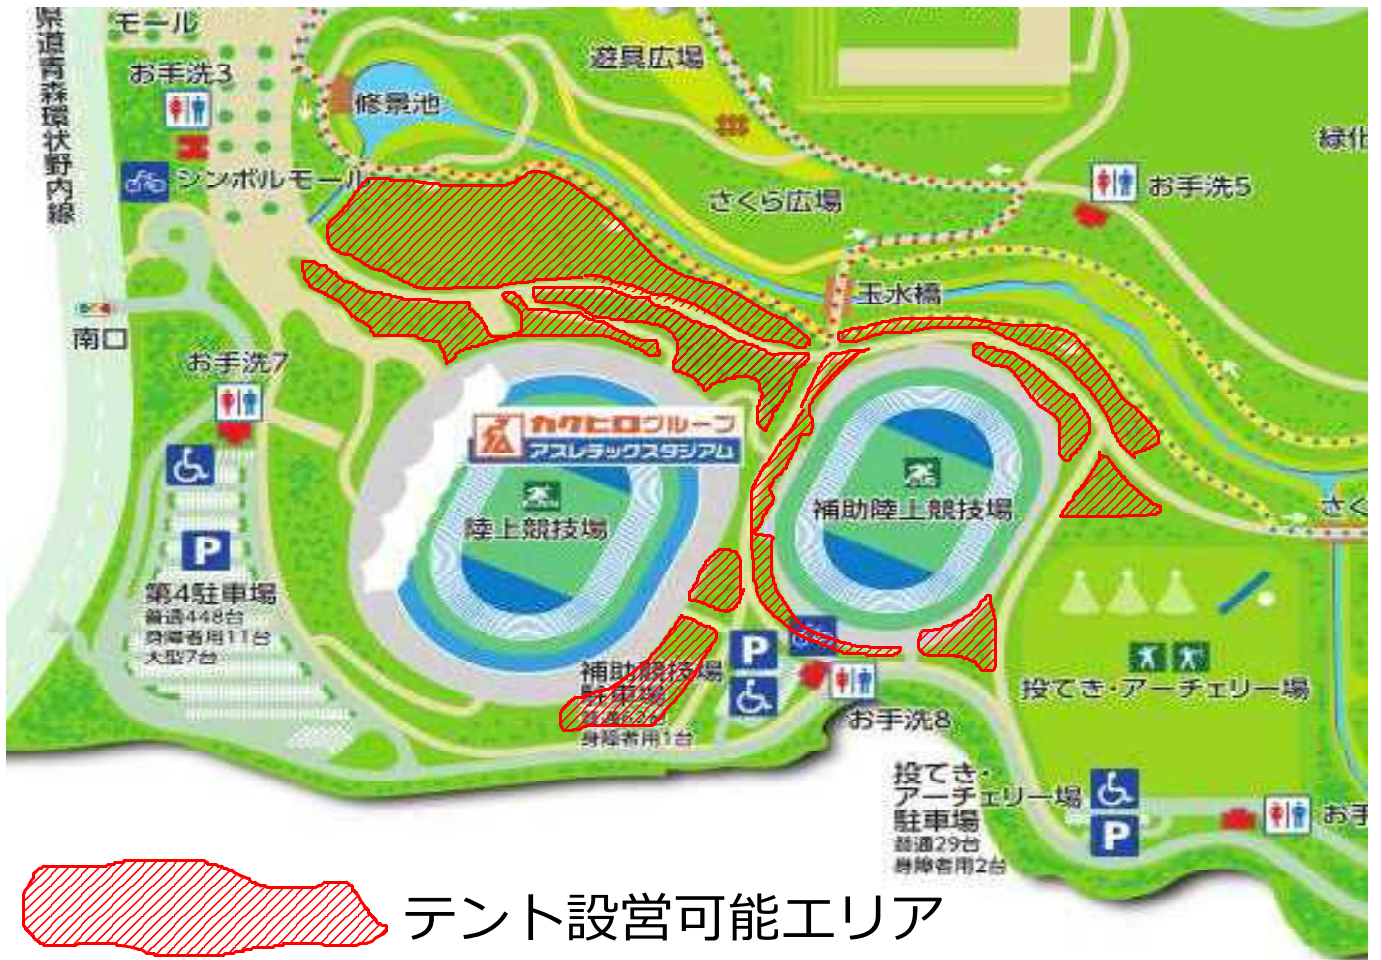 県道青森環状野内線
モール
お手洗3
修景池
遊具広場
シンボルモール
さくら広場
お手洗5
緑化
玉水橋
南口
お手洗7
カクヒログループ
アスレチックスタジアム
陸上競技場
補助陸上競技場
さく
P
第4駐車場
普通448台
身障者用11台
大型7台
補助競技場
駐車場
身障者用1台
P
お手洗8
投てき・アーチェリー場
投てき・
アーチェリー場
駐車場
普通29台
身障者用2台
P
お手
テント設営可能エリア